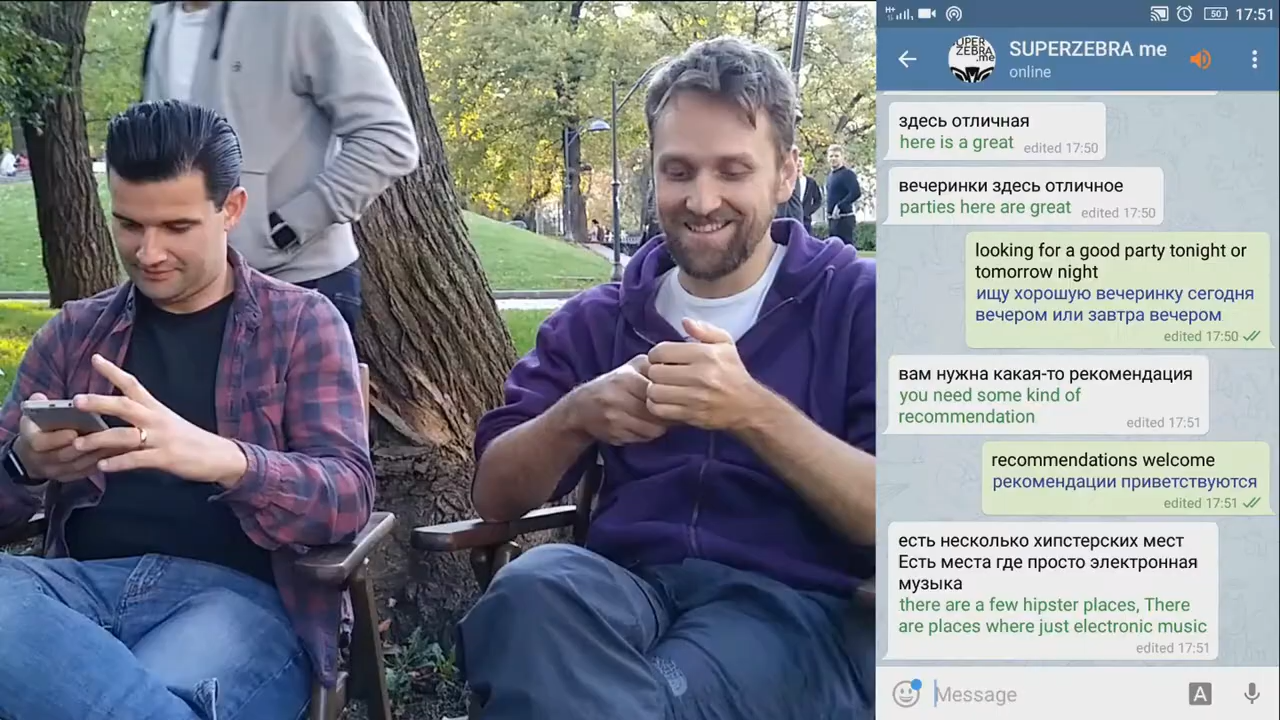 50 17:51
SUPER
ZEBRA
.me
SUPERZEBRA me
online
здесь отличная
here is a great edited 17:50
вечеринки здесь отличное
parties here are great edited 17:50
looking for a good party tonight or
tomorrow night
ищу хорошую вечеринку сегодня
вечером или завтра вечером
edited 17:50
вам нужна какая-то рекомендация
you need some kind of
recommendation edited 17:51
recommendations welcome
рекомендации приветствуются
edited 17:51
есть несколько хипстерских мест
Есть места где просто электронная
музыка
there are a few hipster places, There
are places where just electronic music
edited 17:51
Message A